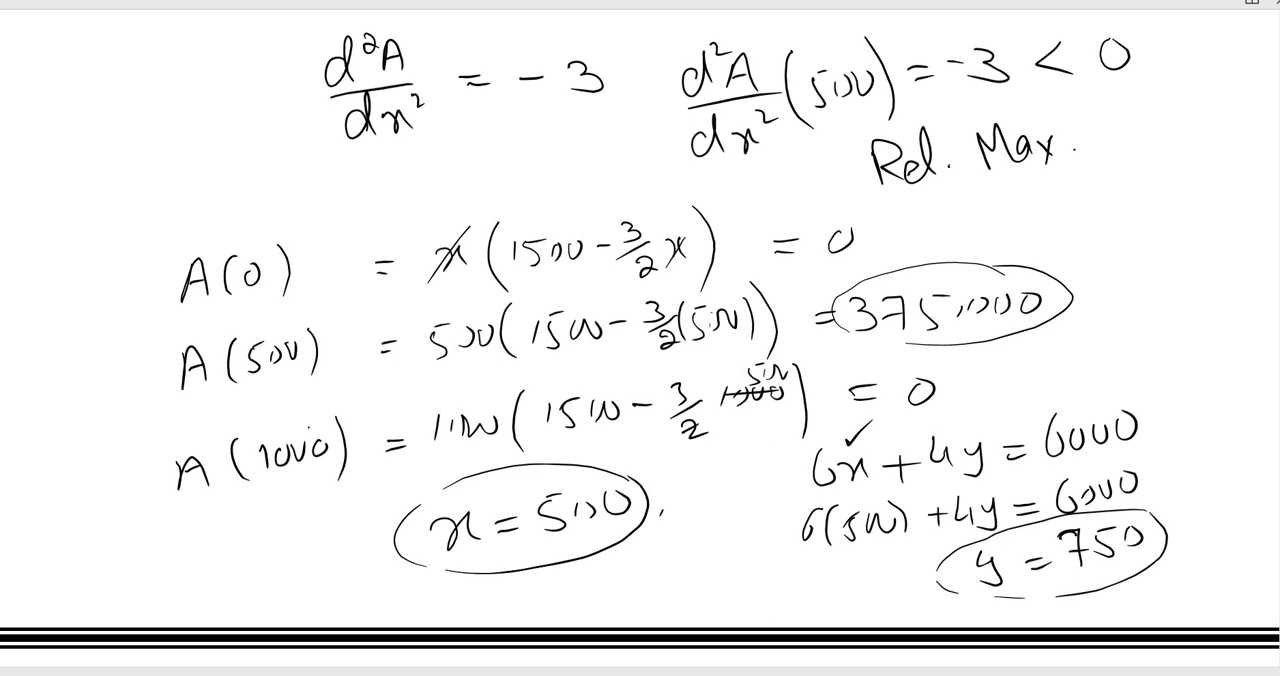 d²A/dx² = - 3 d²A/dx² (500) = -3 < 0
Rel. Max.
A(0) = x(1500 - 3/2 x) = 0
A(500) = 500(1500 - 3/2(500)) = 375,000
A(1000) = 1000(1500 - 3/2 1000 500) = 0
6x + 4y = 6000
x = 500.
6(500) + 4y = 6000
y = 750